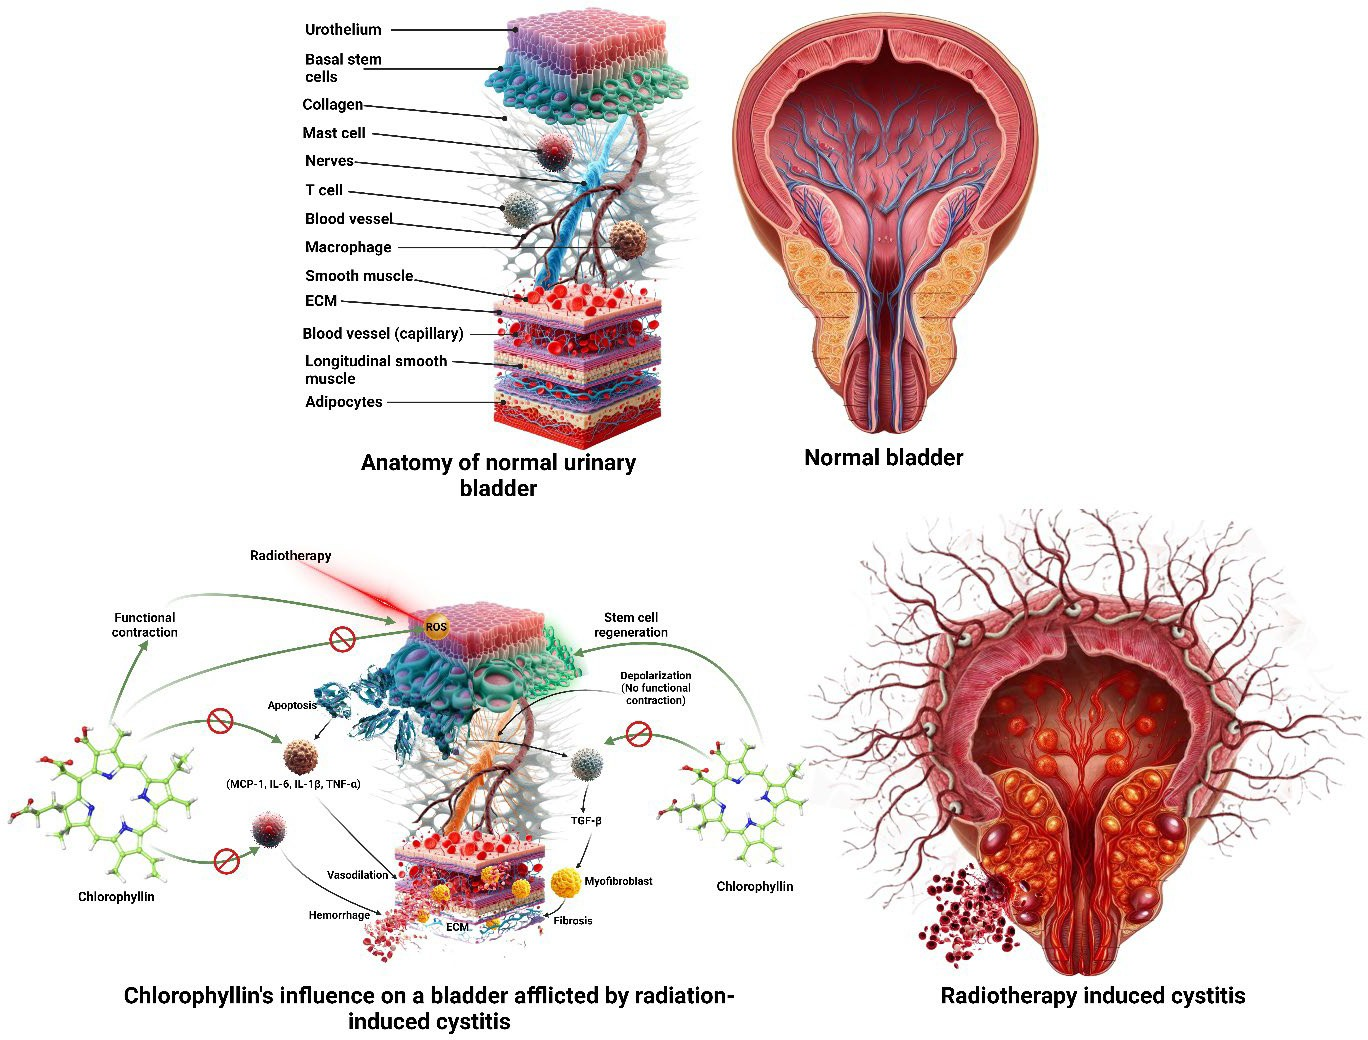 Urothelium
Basal stem
cells
Collagen
Mast cell
Nerves
T cell
Blood vessel
Macrophage
Smooth muscle
ECM
Blood vessel (capillary)
Longitudinal smooth
muscle
Adipocytes
Anatomy of normal urinary
bladder
Normal bladder
Radiotherapy
Functional
contraction
ROS
Stem cell
regeneration
Depolarization
(No functional
contraction)
Apoptosis
(MCP-1, IL-6, IL-1β, TNF-α)
TGF-β
Vasodilation
Myofibroblast
Hemorrhage
ECM
Fibrosis
Chlorophyllin
Chlorophyllin
Chlorophyllin's influence on a bladder afflicted by radiation-
induced cystitis
Radiotherapy induced cystitis